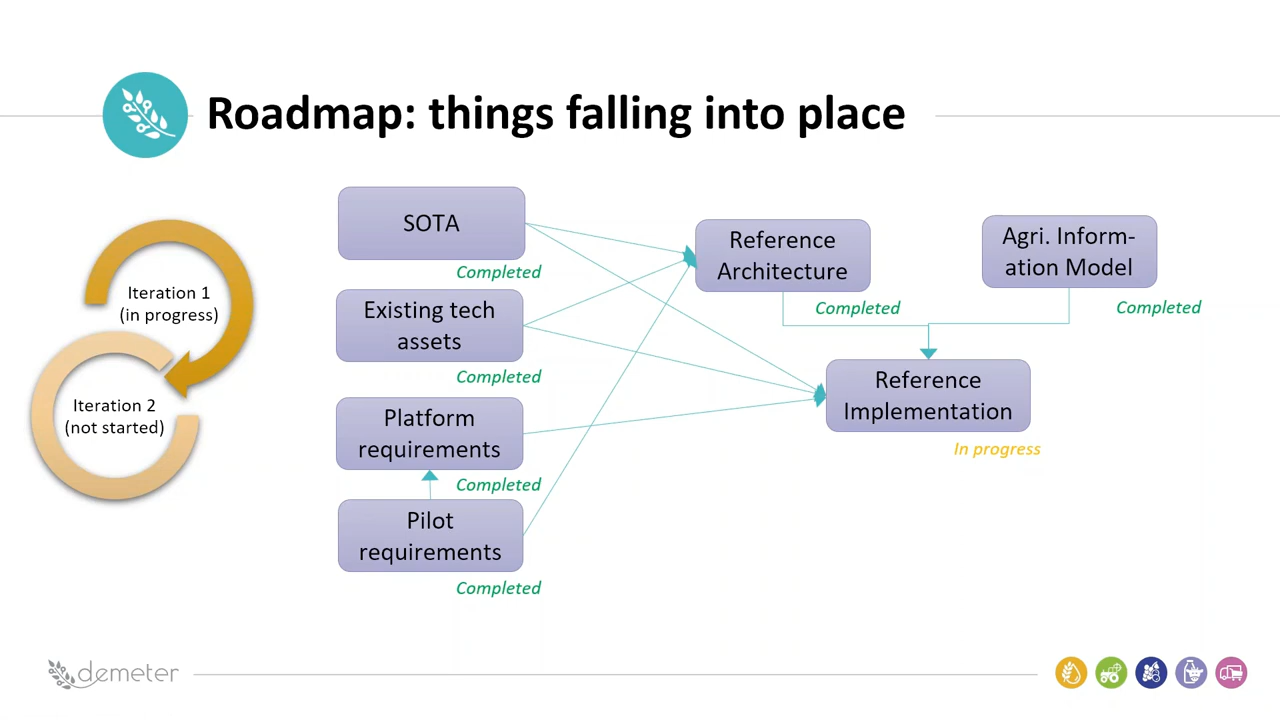 Roadmap: things falling into place
Iteration 1
(in progress)
Iteration 2
(not started)
SOTA
Completed
Existing tech
assets
Completed
Platform
requirements
Completed
Pilot
requirements
Completed
Reference
Architecture
Completed
Agri. Inform-
ation Model
Completed
Reference
Implementation
In progress
demeter